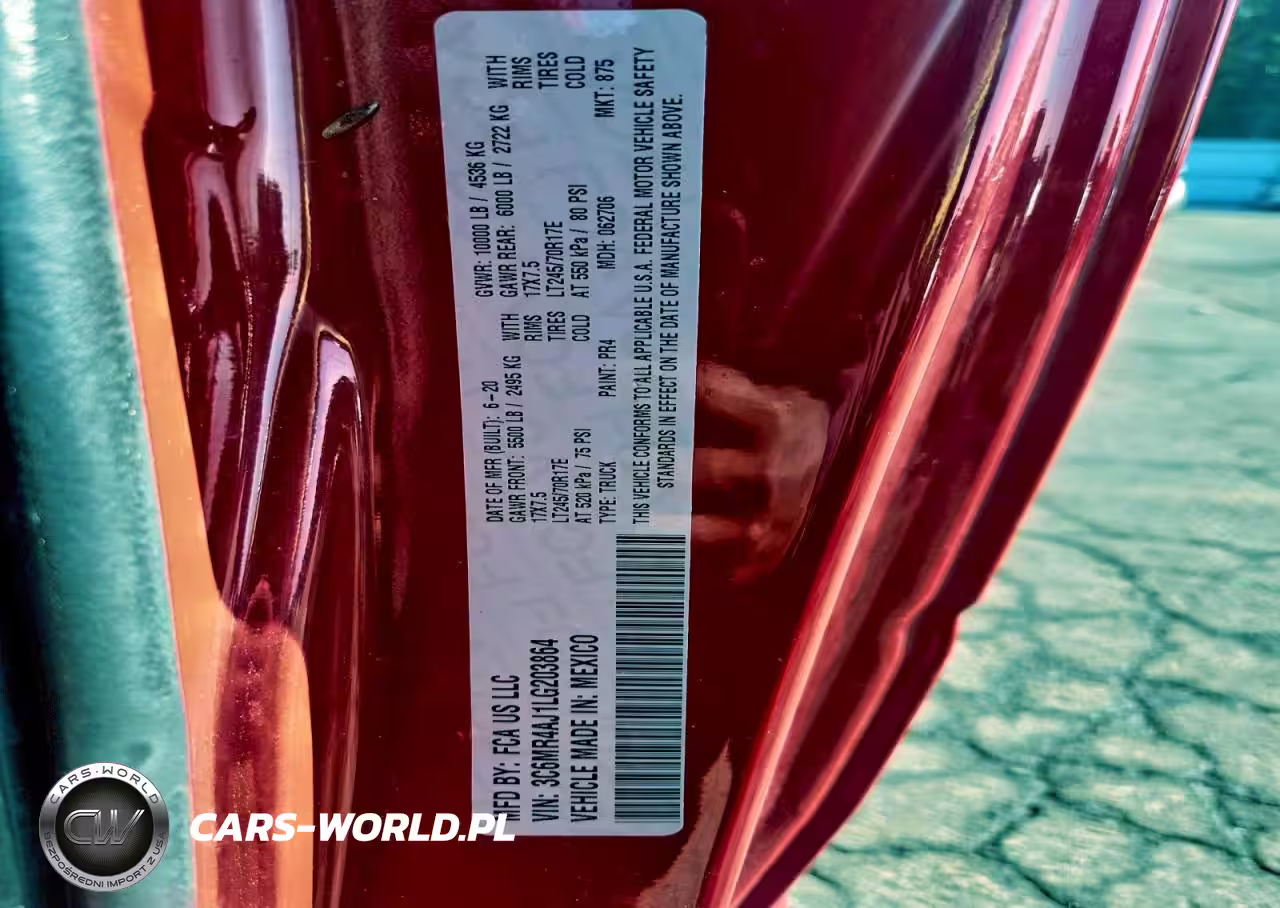 MFD BY: FCA US LLC
VIN: 3C6MR4AJ1LG203864
VEHICLE MADE IN: MEXICO
DATE OF MFR (BUILT): 6-20
GVWR: 10000 LB / 4536 KG
GAWR FRONT: 5500 LB / 2495 KG WITH
17X7.5 RIMS
LT245/70R17E TIRES
AT 520 kPa / 75 PSI COLD
GAWR REAR: 6000 LB / 2722 KG WITH
17X7.5 RIMS
LT245/70R17E TIRES
AT 550 kPa / 80 PSI COLD
TYPE: TRUCK PAINT: PR4 MDH: 062706 MKT: 875
THIS VEHICLE CONFORMS TO ALL APPLICABLE U.S.A. FEDERAL MOTOR VEHICLE SAFETY
STANDARDS IN EFFECT ON THE DATE OF MANUFACTURE SHOWN ABOVE.
CARS-WORLD
CW
BEZPOŚREDNI IMPORT Z USA
CARS-WORLD.PL